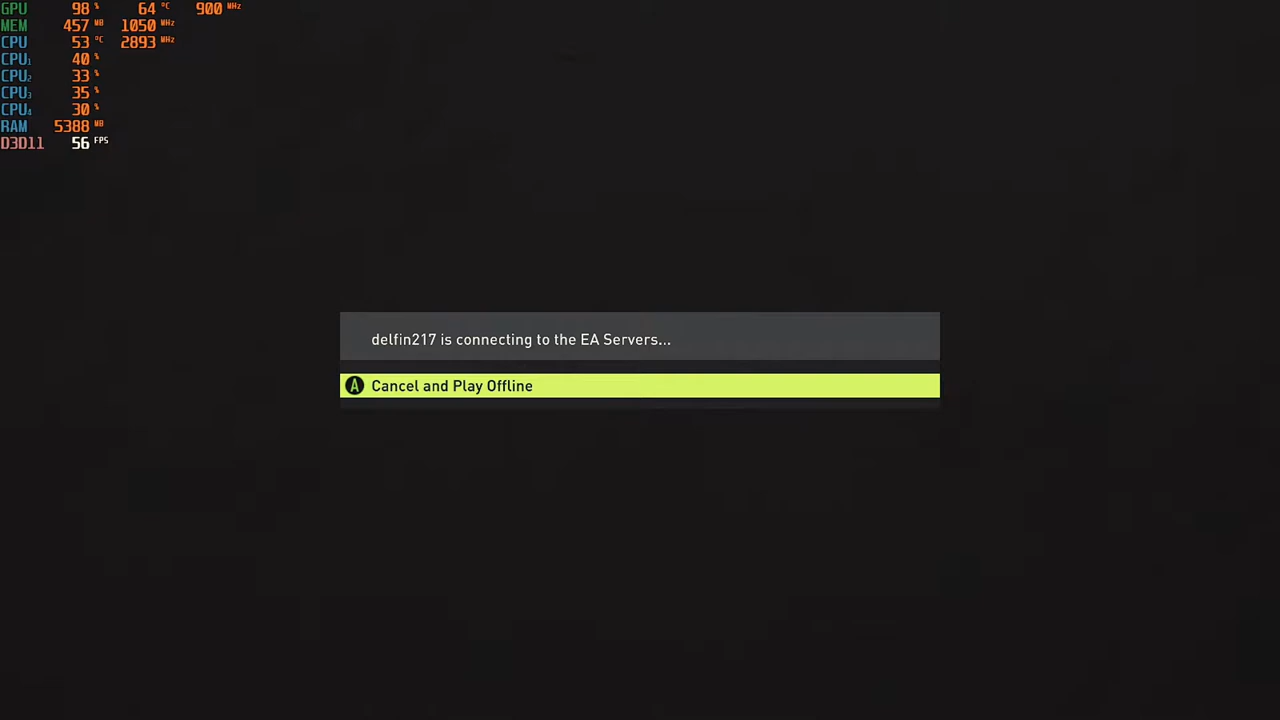 GPU 98 % 64 °C 900 MHz
MEM 457 MB 1050 MHz
CPU 53 °C 2893 MHz
CPU1 40 %
CPU2 33 %
CPU3 35 %
CPU4 30 %
RAM 5388 MB
D3D11 56 FPS
delfin217 is connecting to the EA Servers...
A Cancel and Play Offline